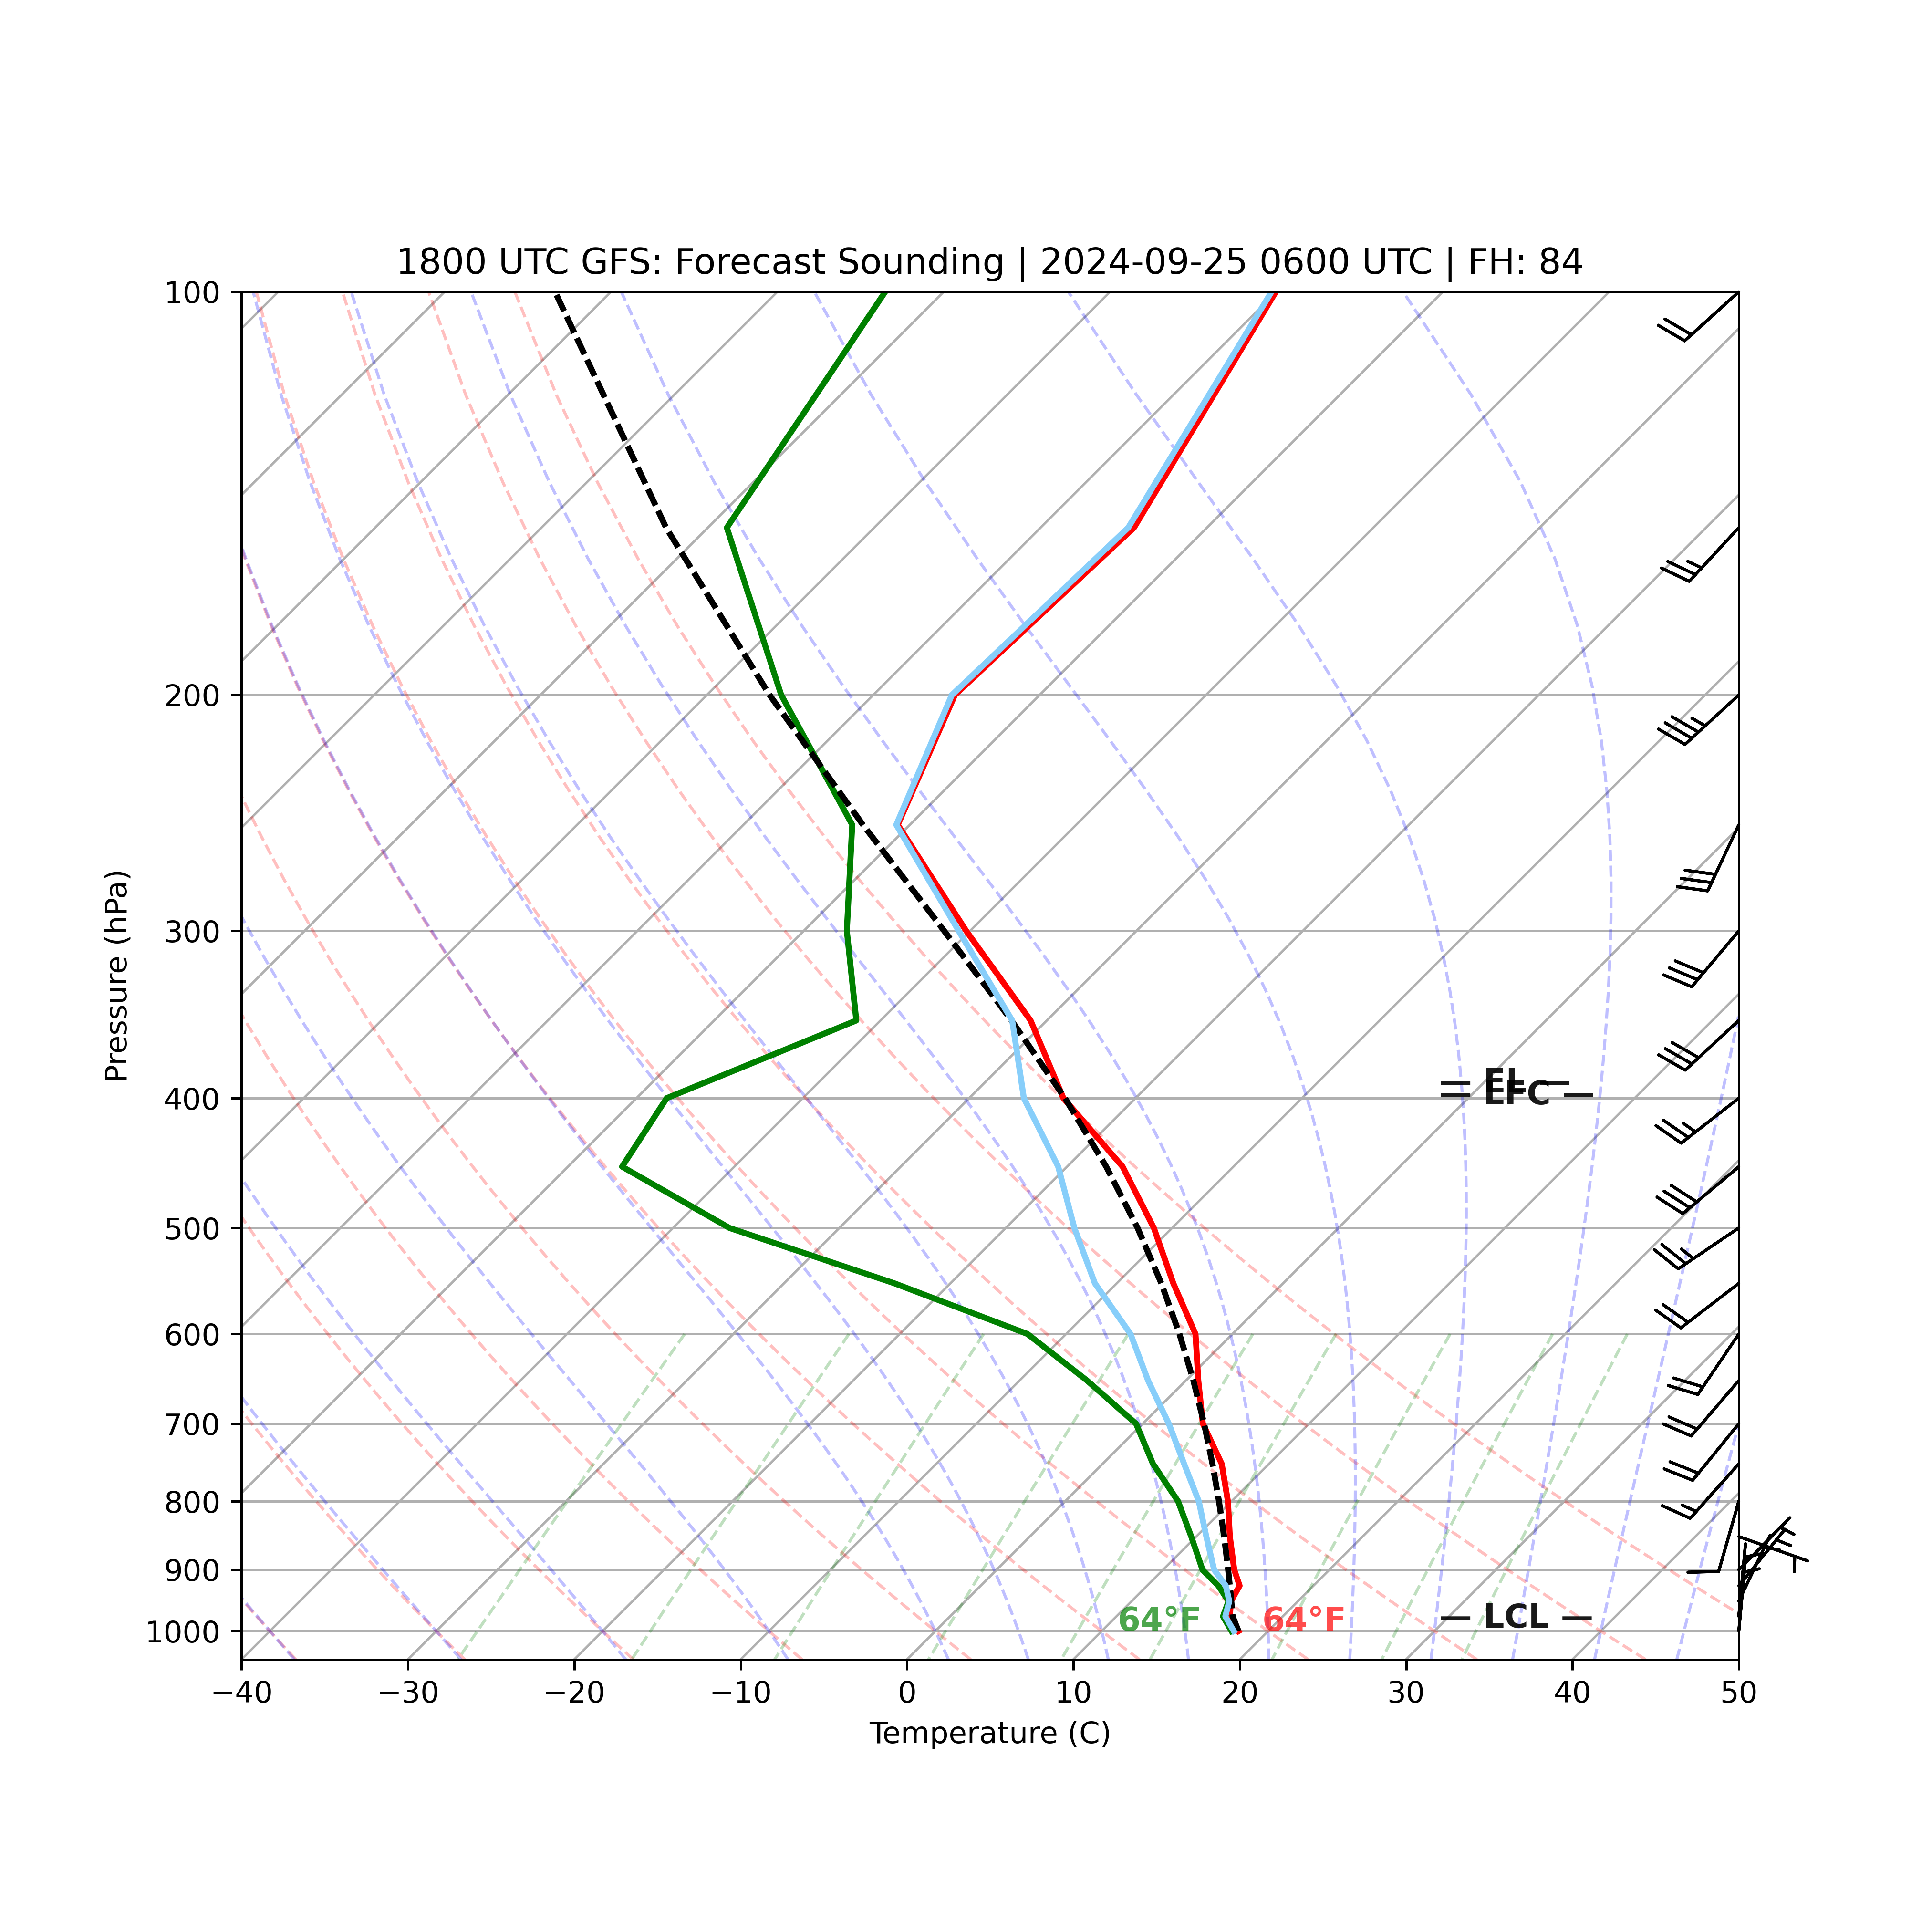 1800 UTC GFS: Forecast Sounding | 2024-09-25 0600 UTC | FH: 84
100
200
300
Pressure (hPa)
400
500
600
700
800
900
1000
64°F 64°F
— LCL —
−40 −30 −20 −10 0 10 20 30 40 50
Temperature (C)